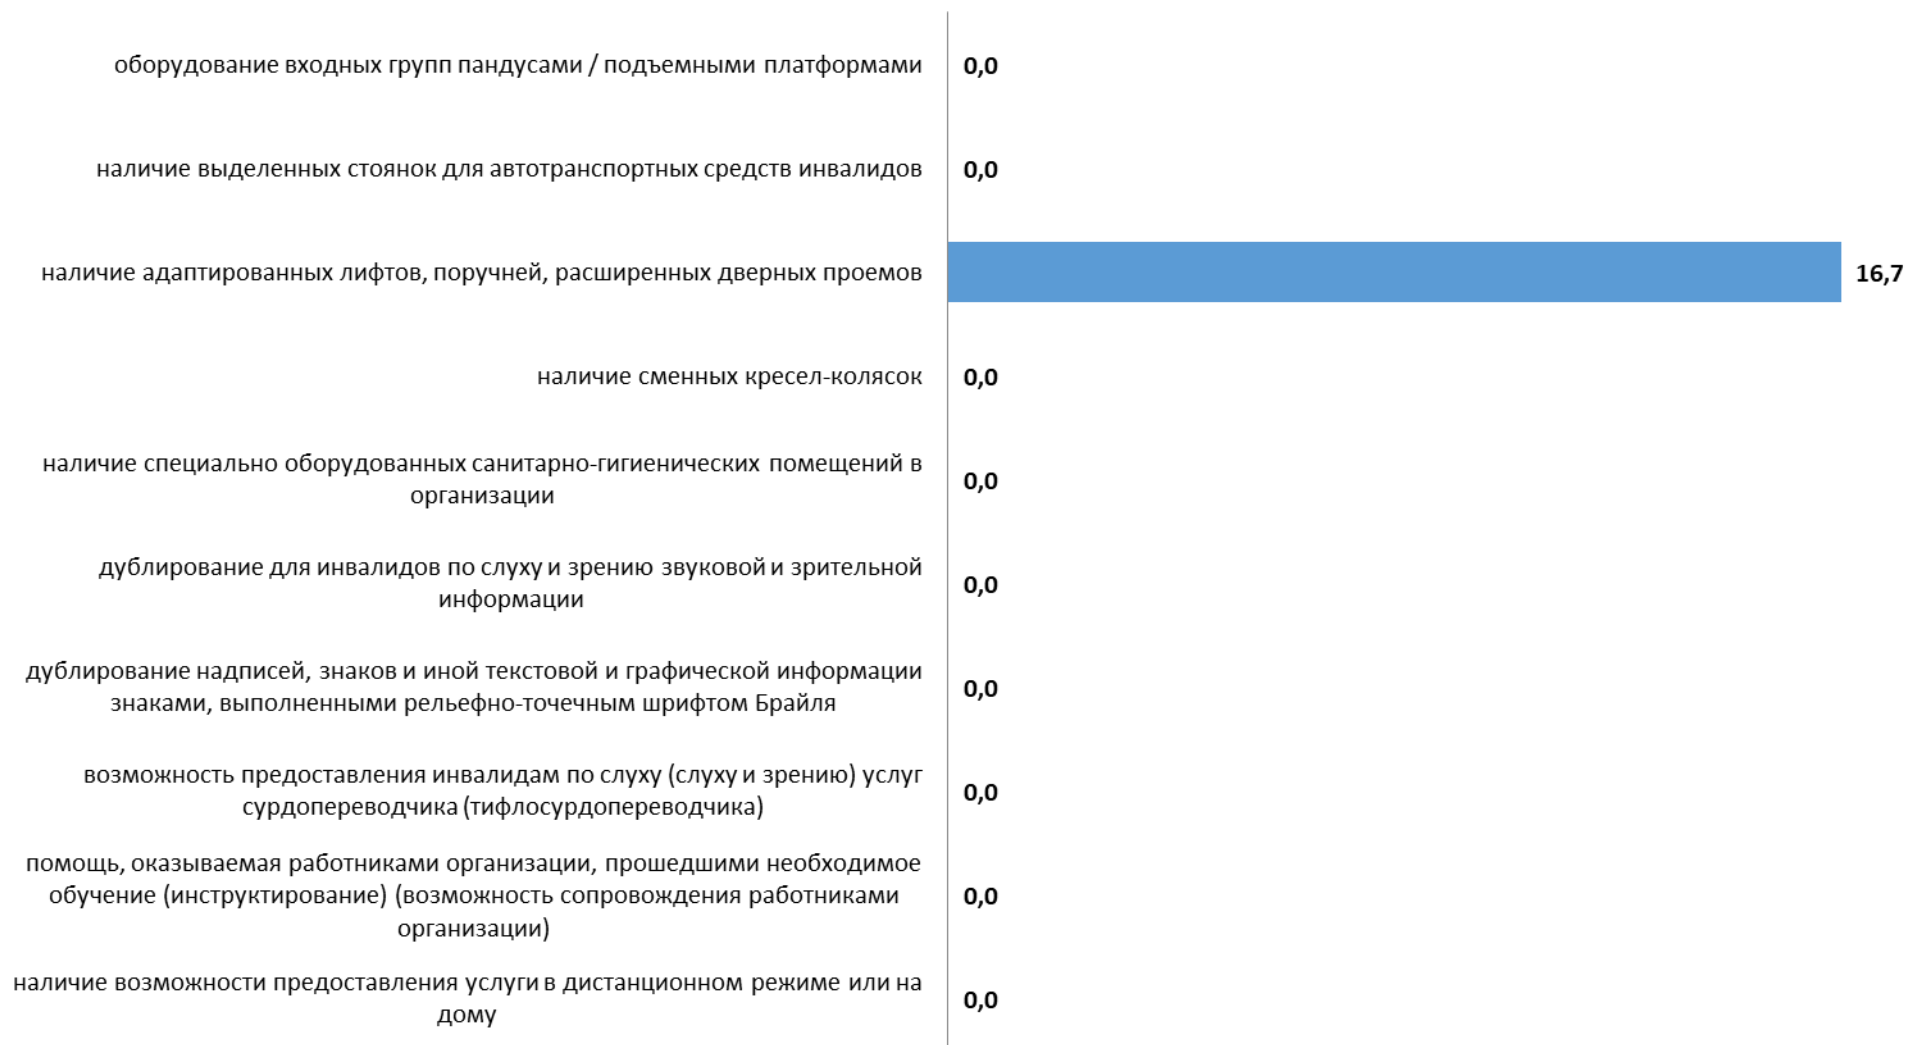 оборудование входных групп пандусами / подъемными платформами
0,0
наличие выделенных стоянок для автотранспортных средств инвалидов
0,0
наличие адаптированных лифтов, поручней, расширенных дверных проемов
16,7
наличие сменных кресел-колясок
0,0
наличие специально оборудованных санитарно-гигиенических помещений в
организации
0,0
дублирование для инвалидов по слуху и зрению звуковой и зрительной
информации
0,0
дублирование надписей, знаков и иной текстовой и графической информации
знаками, выполненными рельефно-точечным шрифтом Брайля
0,0
возможность предоставления инвалидам по слуху (слуху и зрению) услуг
сурдопереводчика (тифлосурдопереводчика)
0,0
помощь, оказываемая работниками организации, прошедшими необходимое
обучение (инструктирование) (возможность сопровождения работниками
организации)
0,0
наличие возможности предоставления услуги в дистанционном режиме или на
дому
0,0